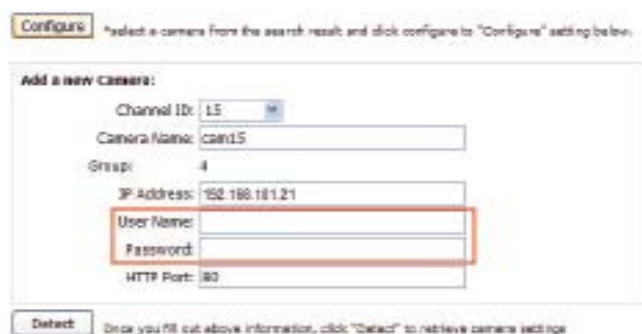 Configure *select a camera from the search result and click configure to "Configure" setting below.
Add a new Camera:
Channel ID: 15
Camera Name: cam15
Group: 4
IP Address: 192.168.101.21
User Name:
Password:
HTTP Port: 80
Detect Once you fill out above information, click "Detect" to retrieve camera settings